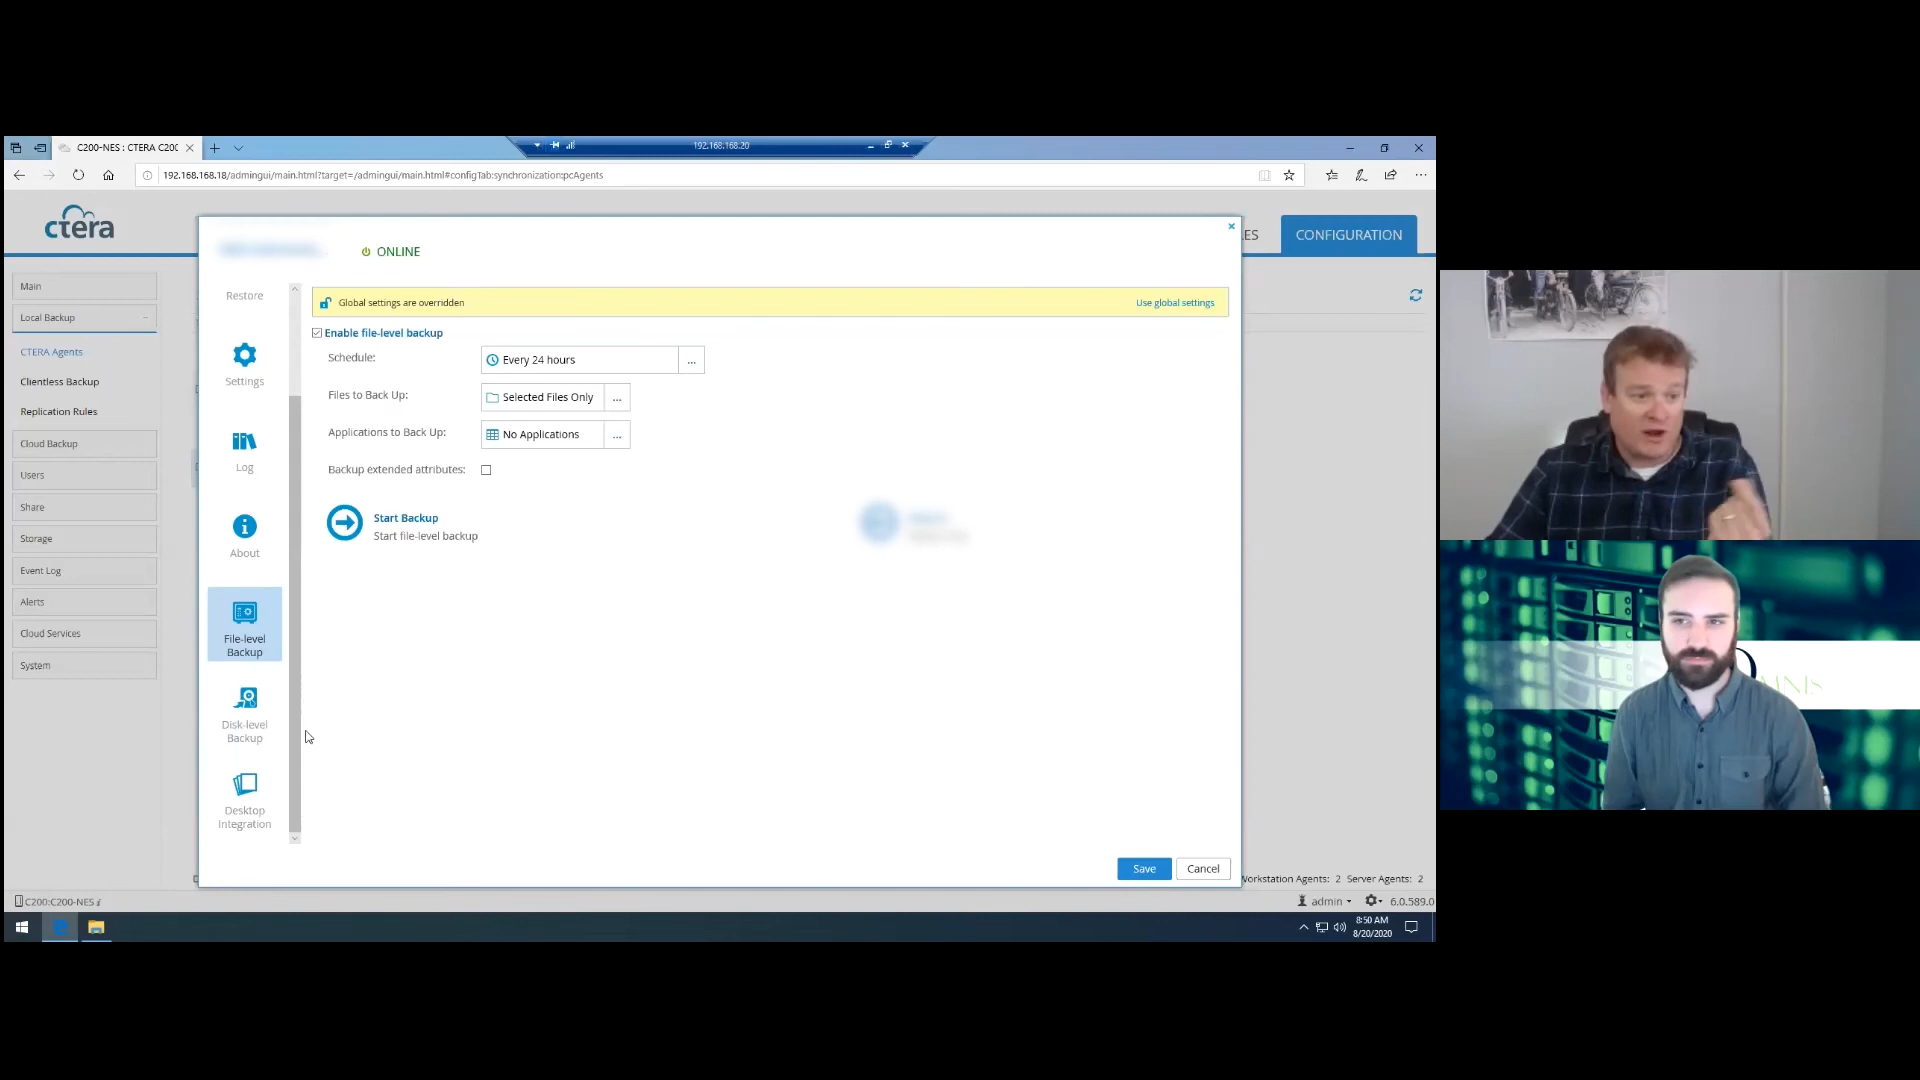 C200-NES : CTERA C200
192.168.168.20
192.168.168.18/admingui/main.html?target=/admingui/main.html#configTab:synchronization:pcAgents
ctera
ES
CONFIGURATION
ONLINE
Main
Local Backup
CTERA Agents
Clientless Backup
Replication Rules
Cloud Backup
Users
Share
Storage
Event Log
Alerts
Cloud Services
System
Restore
Settings
Log
About
File-level
Backup
Disk-level
Backup
Desktop
Integration
Global settings are overridden
Use global settings
Enable file-level backup
Schedule:
Every 24 hours
...
Files to Back Up:
Selected Files Only
...
Applications to Back Up:
No Applications
...
Backup extended attributes:
Start Backup
Start file-level backup
Save
Cancel
Workstation Agents: 2 Server Agents: 2
C200:C200-NES
admin
6.0.589.0
8:50 AM
8/20/2020